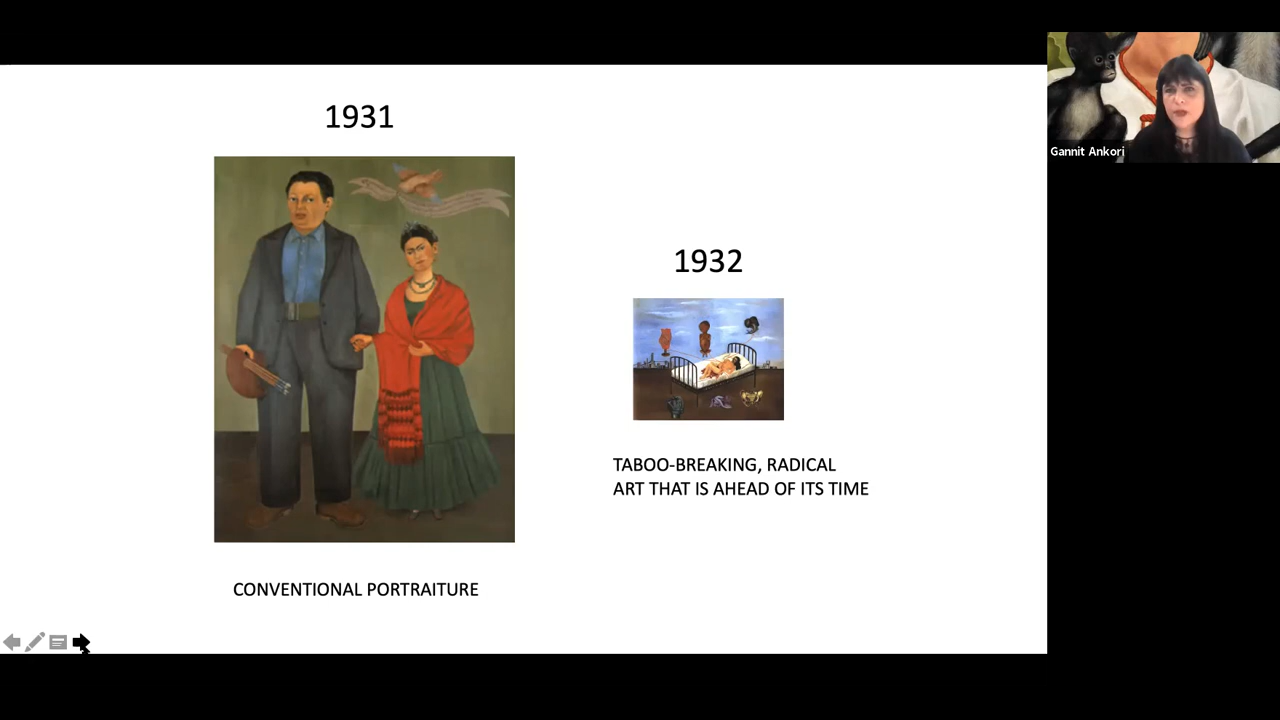 1931
1932
TABOO-BREAKING, RADICAL
ART THAT IS AHEAD OF ITS TIME
CONVENTIONAL PORTRAITURE
Gannit Ankori